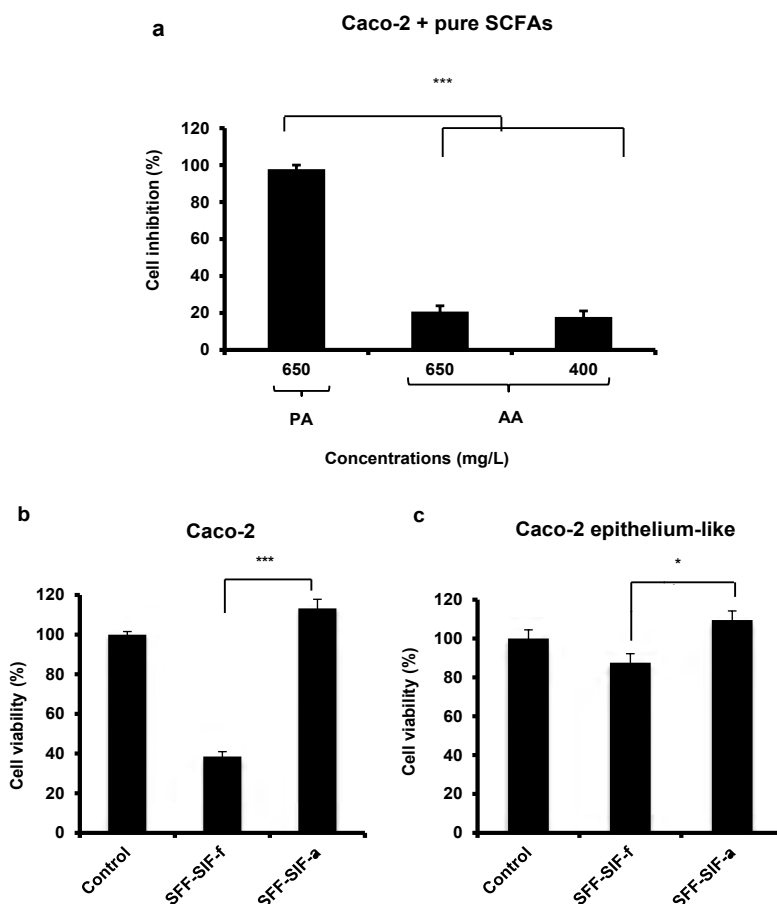 a
Caco-2 + pure SCFAs
***
Cell inhibition (%)
120
100
80
60
40
20
0
650 650 400
PA AA
Concentrations (mg/L)
b
Caco-2
***
Cell viability (%)
120
100
80
60
40
20
0
Control SFF-SIF-f SFF-SIF-a
c
Caco-2 epithelium-like
*
Cell viability (%)
120
100
80
60
40
20
0
Control SFF-SIF-f SFF-SIF-a